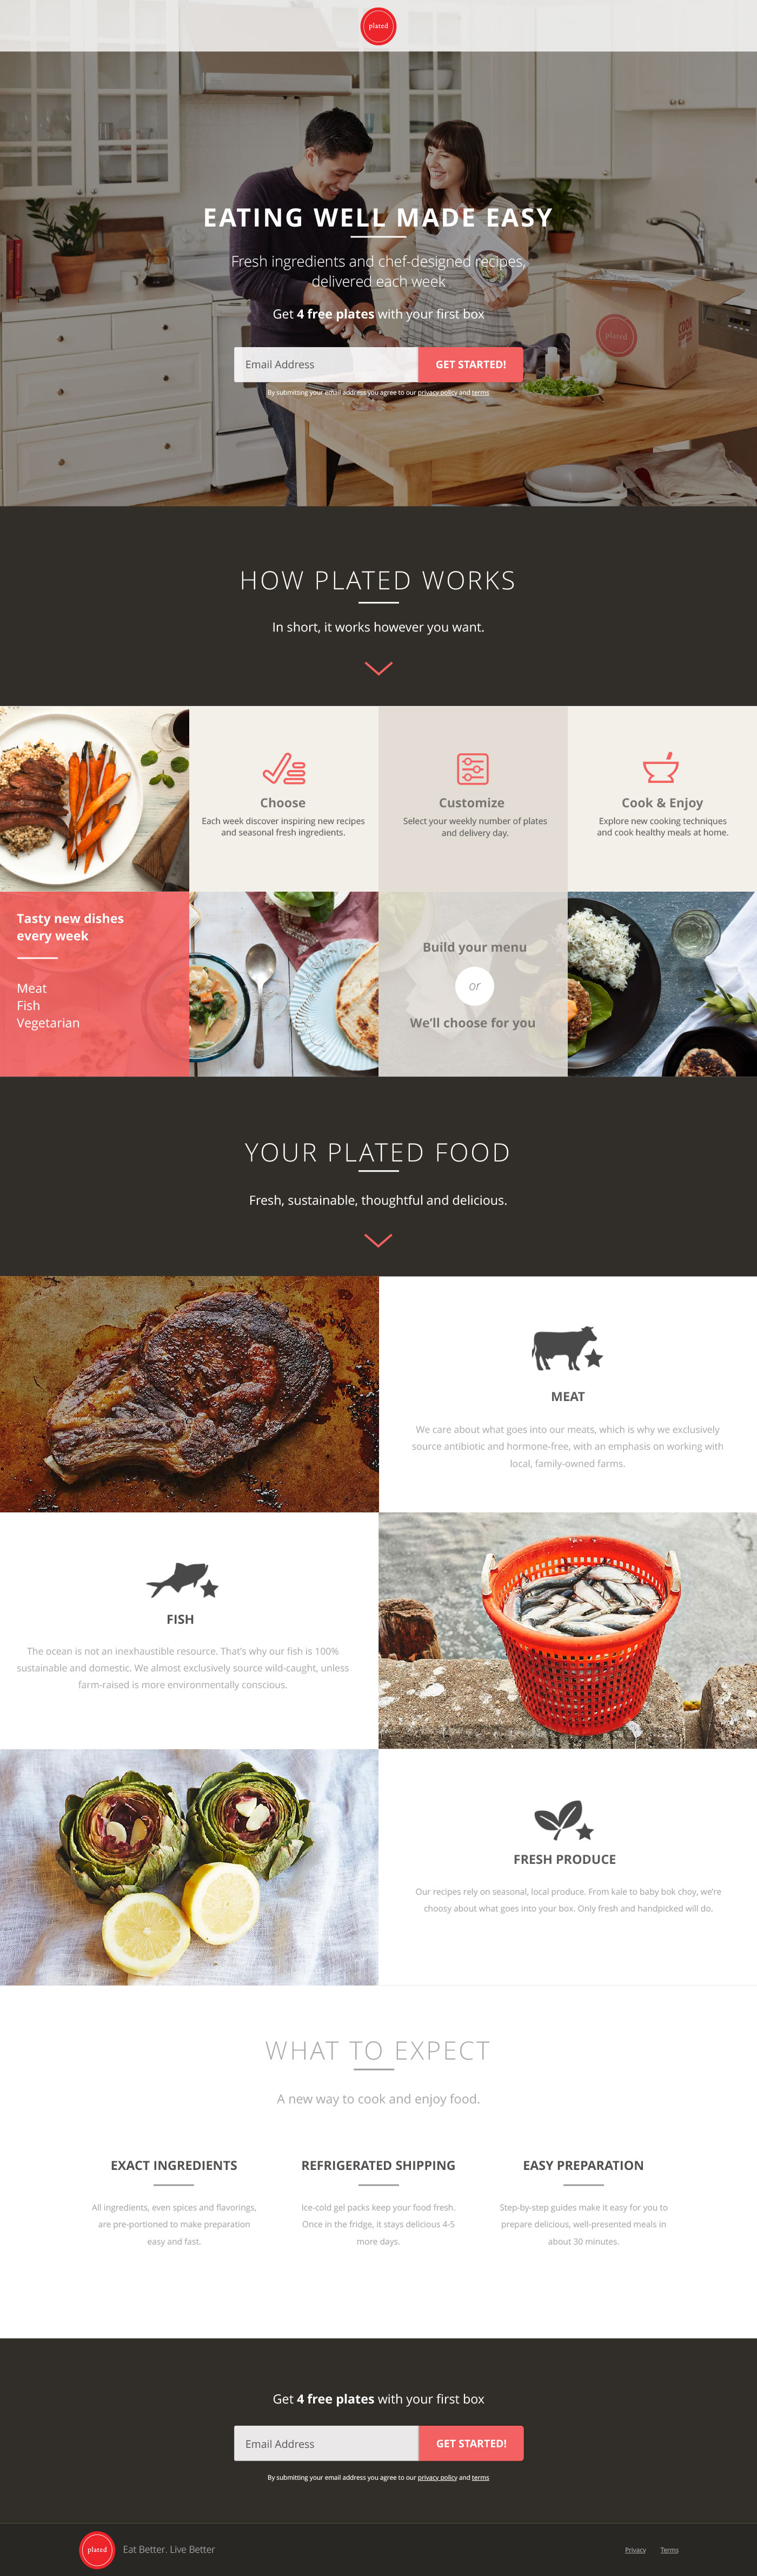 plated
EATING WELL MADE EASY
Fresh ingredients and chef-designed recipes,
delivered each week
Get 4 free plates with your first box
Email Address
GET STARTED!
By submitting your email address you agree to our privacy policy and terms
plated
COOK
HOW PLATED WORKS
In short, it works however you want.
Choose
Each week discover inspiring new recipes
and seasonal fresh ingredients.
Customize
Select your weekly number of plates
and delivery day.
Cook & Enjoy
Explore new cooking techniques
and cook healthy meals at home.
Tasty new dishes
every week
Meat
Fish
Vegetarian
Build your menu
or
We'll choose for you
YOUR PLATED FOOD
Fresh, sustainable, thoughtful and delicious.
MEAT
We care about what goes into our meats, which is why we exclusively
source antibiotic and hormone-free, with an emphasis on working with
local, family-owned farms.
FISH
The ocean is not an inexhaustible resource. That's why our fish is 100%
sustainable and domestic. We almost exclusively source wild-caught, unless
farm-raised is more environmentally conscious.
FRESH PRODUCE
Our recipes rely on seasonal, local produce. From kale to baby bok choy, we're
choosy about what goes into your box. Only fresh and handpicked will do.
WHAT TO EXPECT
A new way to cook and enjoy food.
EXACT INGREDIENTS
All ingredients, even spices and flavorings,
are pre-portioned to make preparation
easy and fast.
REFRIGERATED SHIPPING
Ice-cold gel packs keep your food fresh.
Once in the fridge, it stays delicious 4-5
more days.
EASY PREPARATION
Step-by-step guides make it easy for you to
prepare delicious, well-presented meals in
about 30 minutes.
Get 4 free plates with your first box
Email Address
GET STARTED!
By submitting your email address you agree to our privacy policy and terms
plated
Eat Better. Live Better
Privacy
Terms